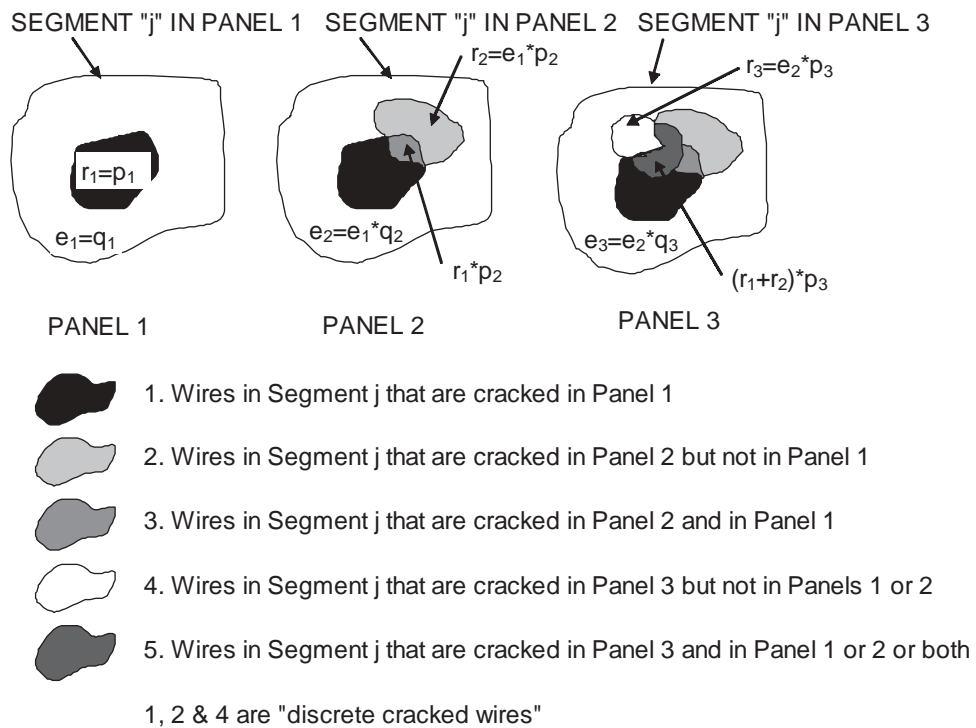 SEGMENT "j" IN PANEL 1 SEGMENT "j" IN PANEL 2 SEGMENT "j" IN PANEL 3
r₂=e₁*p₂
r₃=e₂*p₃
r₁=p₁
e₁=q₁
e₂=e₁*q₂
e₃=e₂*q₃
r₁*p₂
(r₁+r₂)*p₃
PANEL 1
PANEL 2
PANEL 3
1. Wires in Segment j that are cracked in Panel 1
2. Wires in Segment j that are cracked in Panel 2 but not in Panel 1
3. Wires in Segment j that are cracked in Panel 2 and in Panel 1
4. Wires in Segment j that are cracked in Panel 3 but not in Panels 1 or 2
5. Wires in Segment j that are cracked in Panel 3 and in Panel 1 or 2 or both
1, 2 & 4 are "discrete cracked wires"